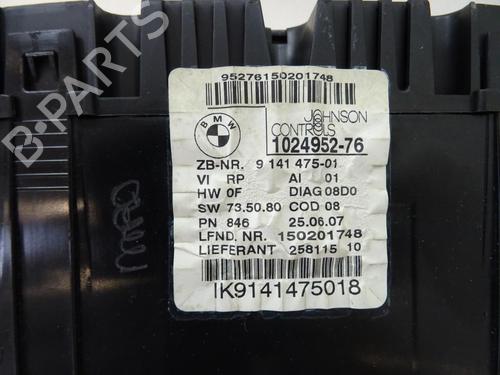 95276150201748
BMW
JOHNSON
CONTROLS
1024952-76
ZB-NR. 9 141 475-01
VI RP AI 01
HW 0F DIAG 08D0
SW 73.50.80 COD 08
PN 846 25.06.07
LFND. NR. 150201748
LIEFERANT 258115 10
IK9141475018
B-PARTS